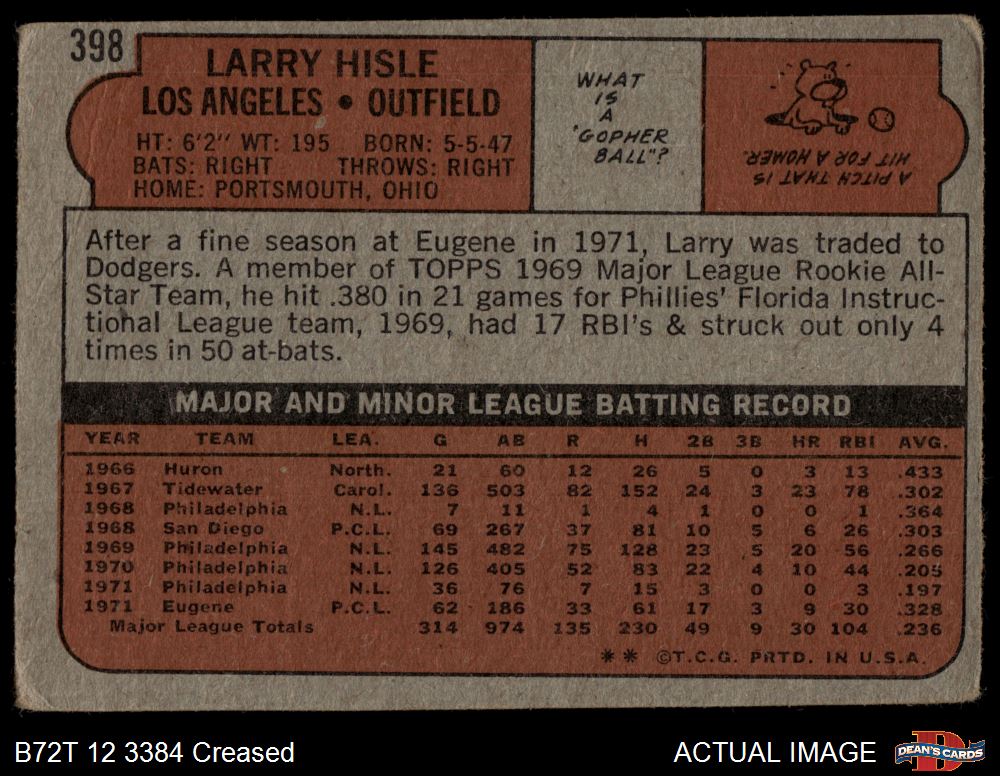 398
LARRY HISLE
LOS ANGELES • OUTFIELD
HT: 6'2" WT: 195 BORN: 5-5-47
BATS: RIGHT THROWS: RIGHT
HOME: PORTSMOUTH, OHIO
WHAT
IS
A
"GOPHER
BALL"?
A PITCH THAT IS
HIT FOR A HOMER.
After a fine season at Eugene in 1971, Larry was traded to
Dodgers. A member of TOPPS 1969 Major League Rookie All-
Star Team, he hit .380 in 21 games for Phillies' Florida Instruc-
tional League team, 1969, had 17 RBI's & struck out only 4
times in 50 at-bats.
MAJOR AND MINOR LEAGUE BATTING RECORD
YEAR TEAM LEA. G AB R H 2B 3B HR RBI AVG.
1966 Huron North. 21 60 12 26 5 0 3 13 .433
1967 Tidewater Carol. 136 503 82 152 24 3 23 78 .302
1968 Philadelphia N.L. 7 11 1 4 1 0 0 1 .364
1968 San Diego P.C.L. 69 267 37 81 10 5 6 26 .303
1969 Philadelphia N.L. 145 482 75 128 23 5 20 56 .266
1970 Philadelphia N.L. 126 405 52 83 22 4 10 44 .205
1971 Philadelphia N.L. 36 76 7 15 3 0 0 3 .197
1971 Eugene P.C.L. 62 186 33 61 17 3 9 30 .328
Major League Totals 314 974 135 230 49 9 30 104 .236
** ©T.C.G. PRTD. IN U.S.A.
B72T 12 3384 Creased
ACTUAL IMAGE
DEAN'S CARDS